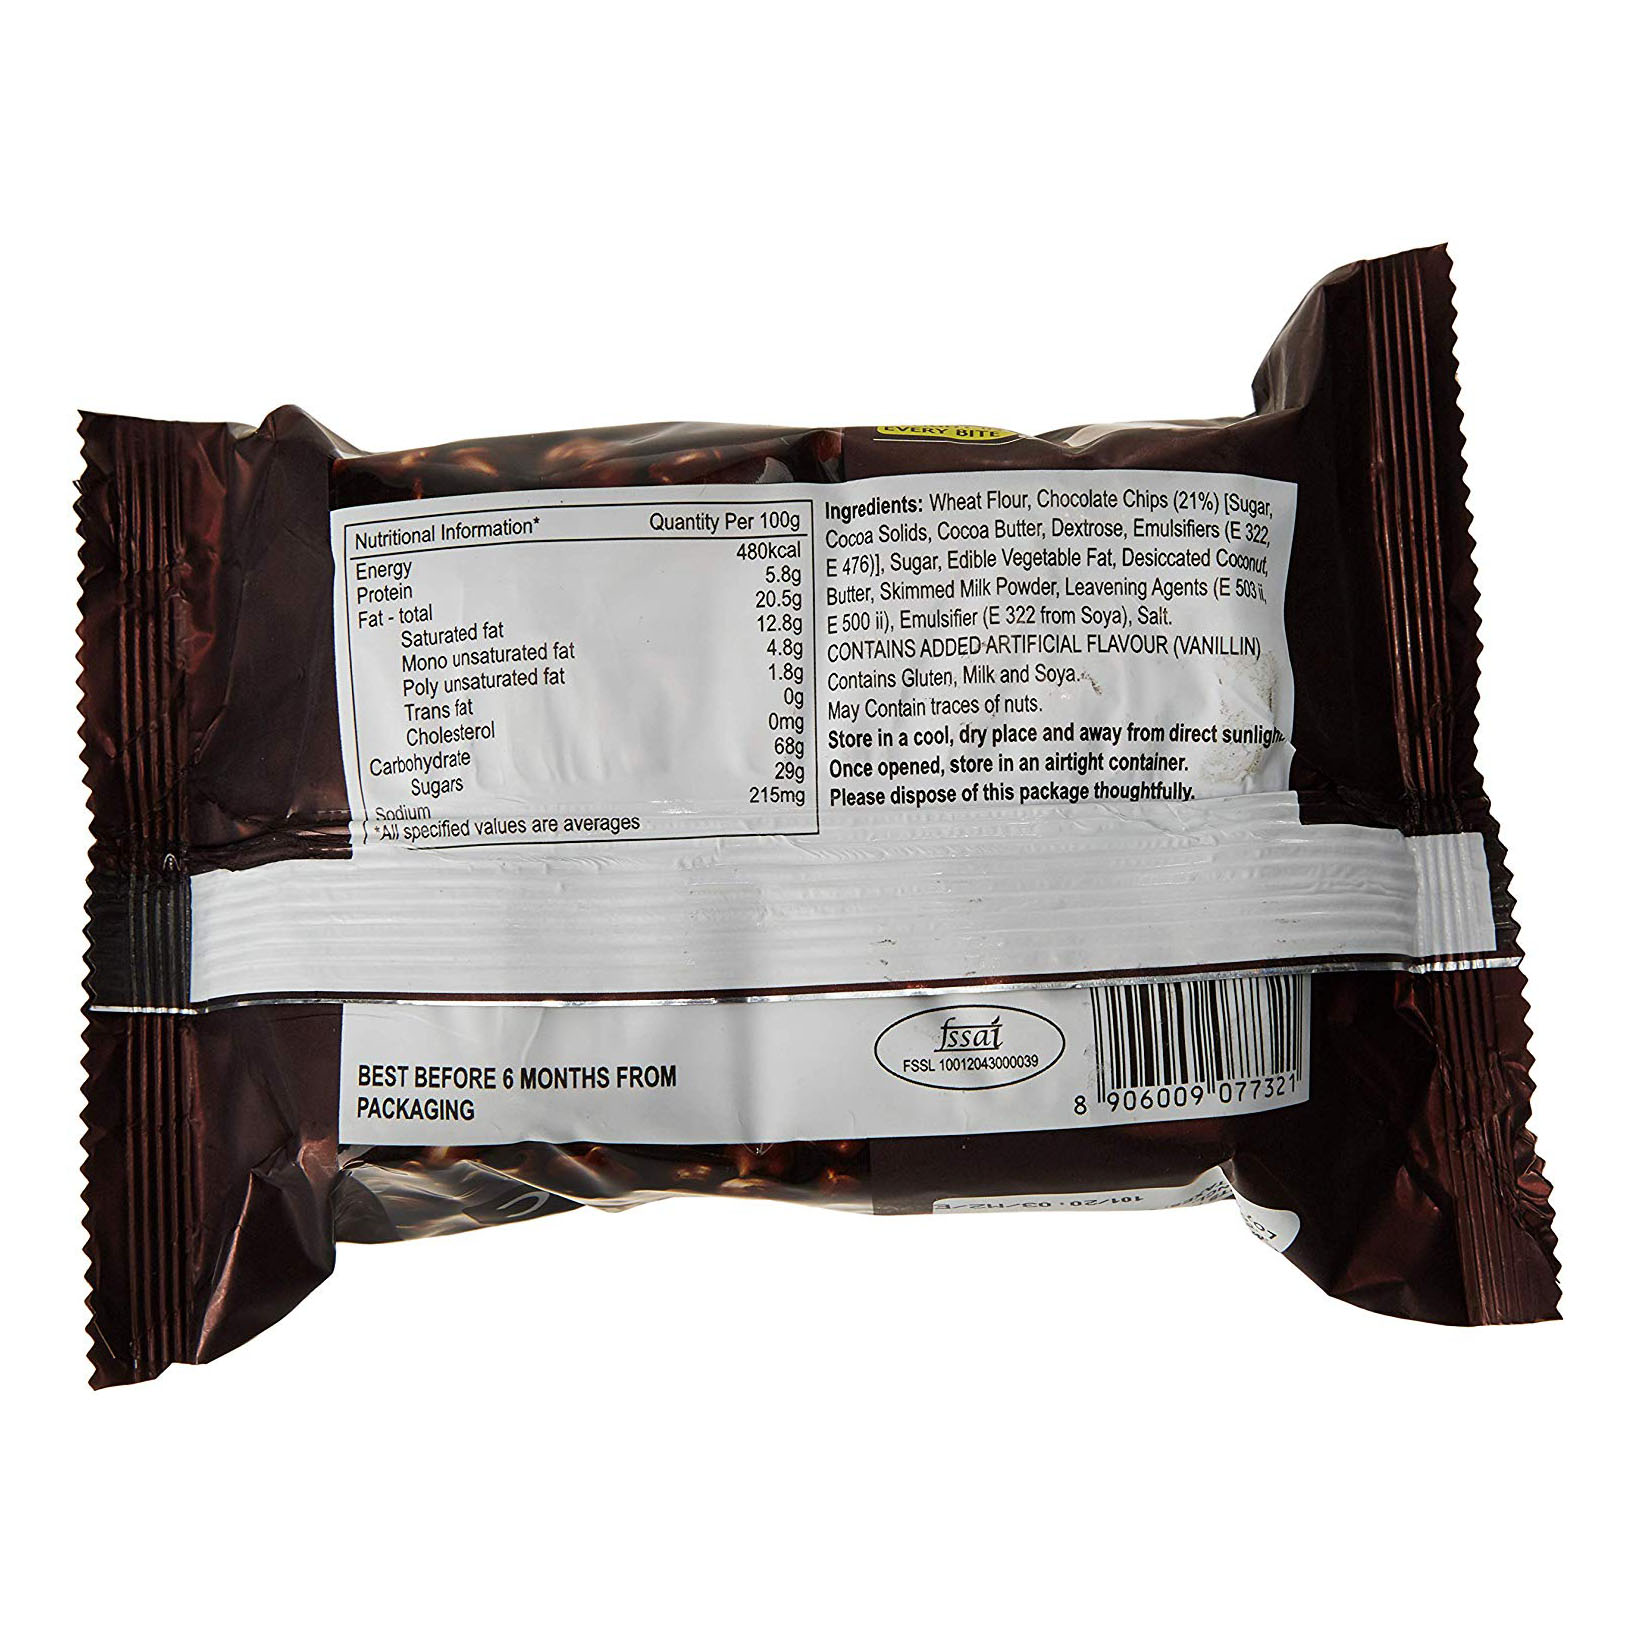 EVERY BITE
Nutritional Information* Quantity Per 100g
Energy 480kcal
Protein 5.8g
Fat - total 20.5g
Saturated fat 12.8g
Mono unsaturated fat 4.8g
Poly unsaturated fat 1.8g
Trans fat 0g
Cholesterol 0mg
Carbohydrate 68g
Sugars 29g
Sodium 215mg
*All specified values are averages
Ingredients: Wheat Flour, Chocolate Chips (21%) [Sugar,
Cocoa Solids, Cocoa Butter, Dextrose, Emulsifiers (E 322,
E 476)], Sugar, Edible Vegetable Fat, Desiccated Coconut,
Butter, Skimmed Milk Powder, Leavening Agents (E 503 ii,
E 500 ii), Emulsifier (E 322 from Soya), Salt.
CONTAINS ADDED ARTIFICIAL FLAVOUR (VANILLIN)
Contains Gluten, Milk and Soya.
May Contain traces of nuts.
Store in a cool, dry place and away from direct sunligh
Once opened, store in an airtight container.
Please dispose of this package thoughtfully.
BEST BEFORE 6 MONTHS FROM
PACKAGING
fssai
FSSL 10012043000039
8 906009 077321